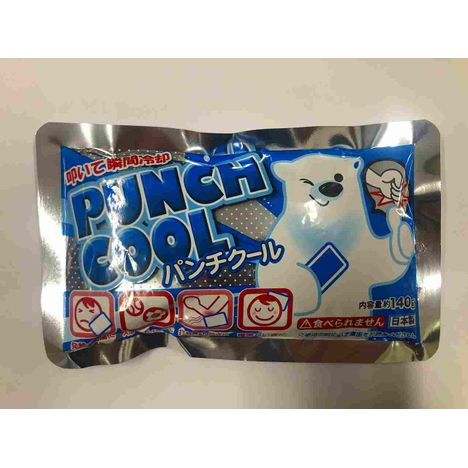 叩いて瞬間冷却
PUNCH
COOL
パンチクール
内容量約140g
⚠食べられません
日本製